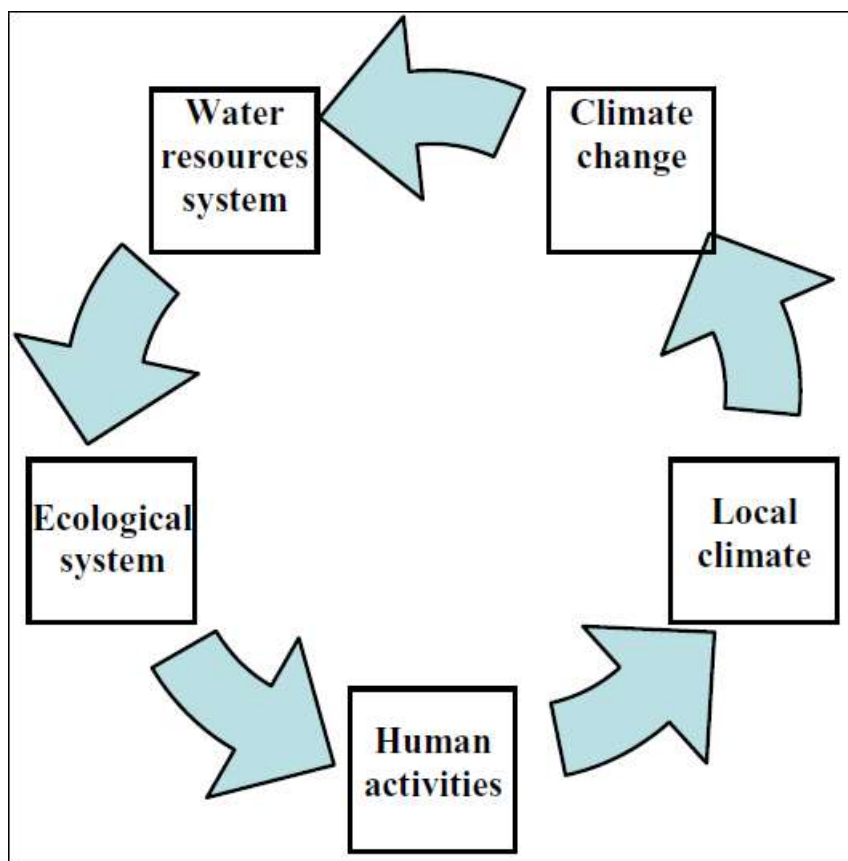 Water
resources
system
Climate
change
Ecological
system
Local
climate
Human
activities